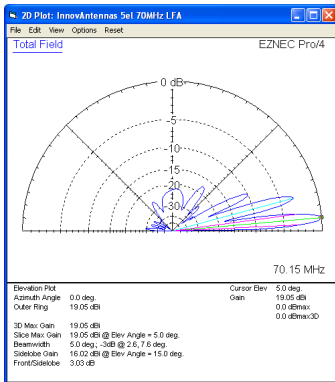 2D Plot: InnovAntennas 5el 70MHz LFA
File Edit View Options Reset
Total Field
EZNEC Pro/4
0 dB
-5
-10
-15
-20
-30
70.15 MHz
Elevation Plot
Cursor Elev 5.0 deg.
Azimuth Angle 0.0 deg.
Gain 19.05 dBi
Outer Ring 19.05 dBi
0.0 dBmax
0.0 dBmax3D
3D Max Gain 19.05 dBi
Slice Max Gain 19.05 dBi @ Elev Angle = 5.0 deg.
Beamwidth 5.0 deg.; -3dB @ 2.6, 7.6 deg.
Sidelobe Gain 16.02 dBi @ Elev Angle = 15.0 deg.
Front/Sidelobe 3.03 dB